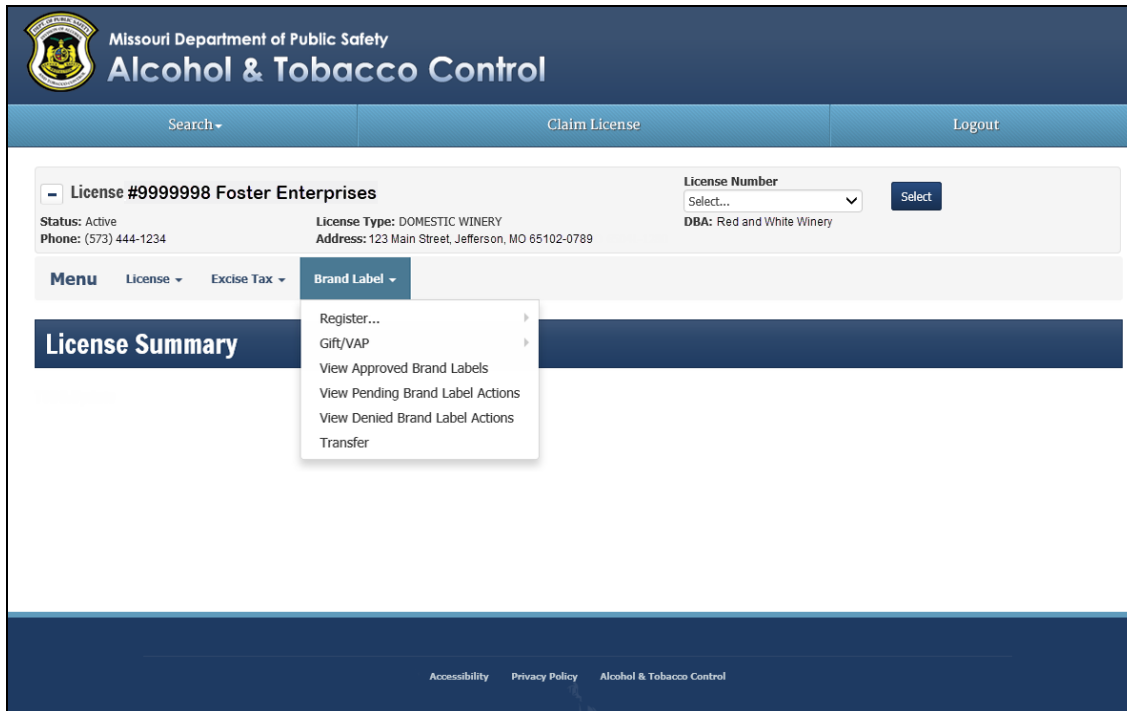 Missouri Department of Public Safety
Alcohol & Tobacco Control
Search
Claim License
Logout
License #9999998 Foster Enterprises
License Number
Select...
Select
Status: Active
License Type: DOMESTIC WINERY
DBA: Red and White Winery
Phone: (573) 444-1234
Address: 123 Main Street, Jefferson, MO 65102-0789
Menu
License
Excise Tax
Brand Label
Register...
Gift/VAP
View Approved Brand Labels
View Pending Brand Label Actions
View Denied Brand Label Actions
Transfer
License Summary
Accessibility
Privacy Policy
Alcohol & Tobacco Control